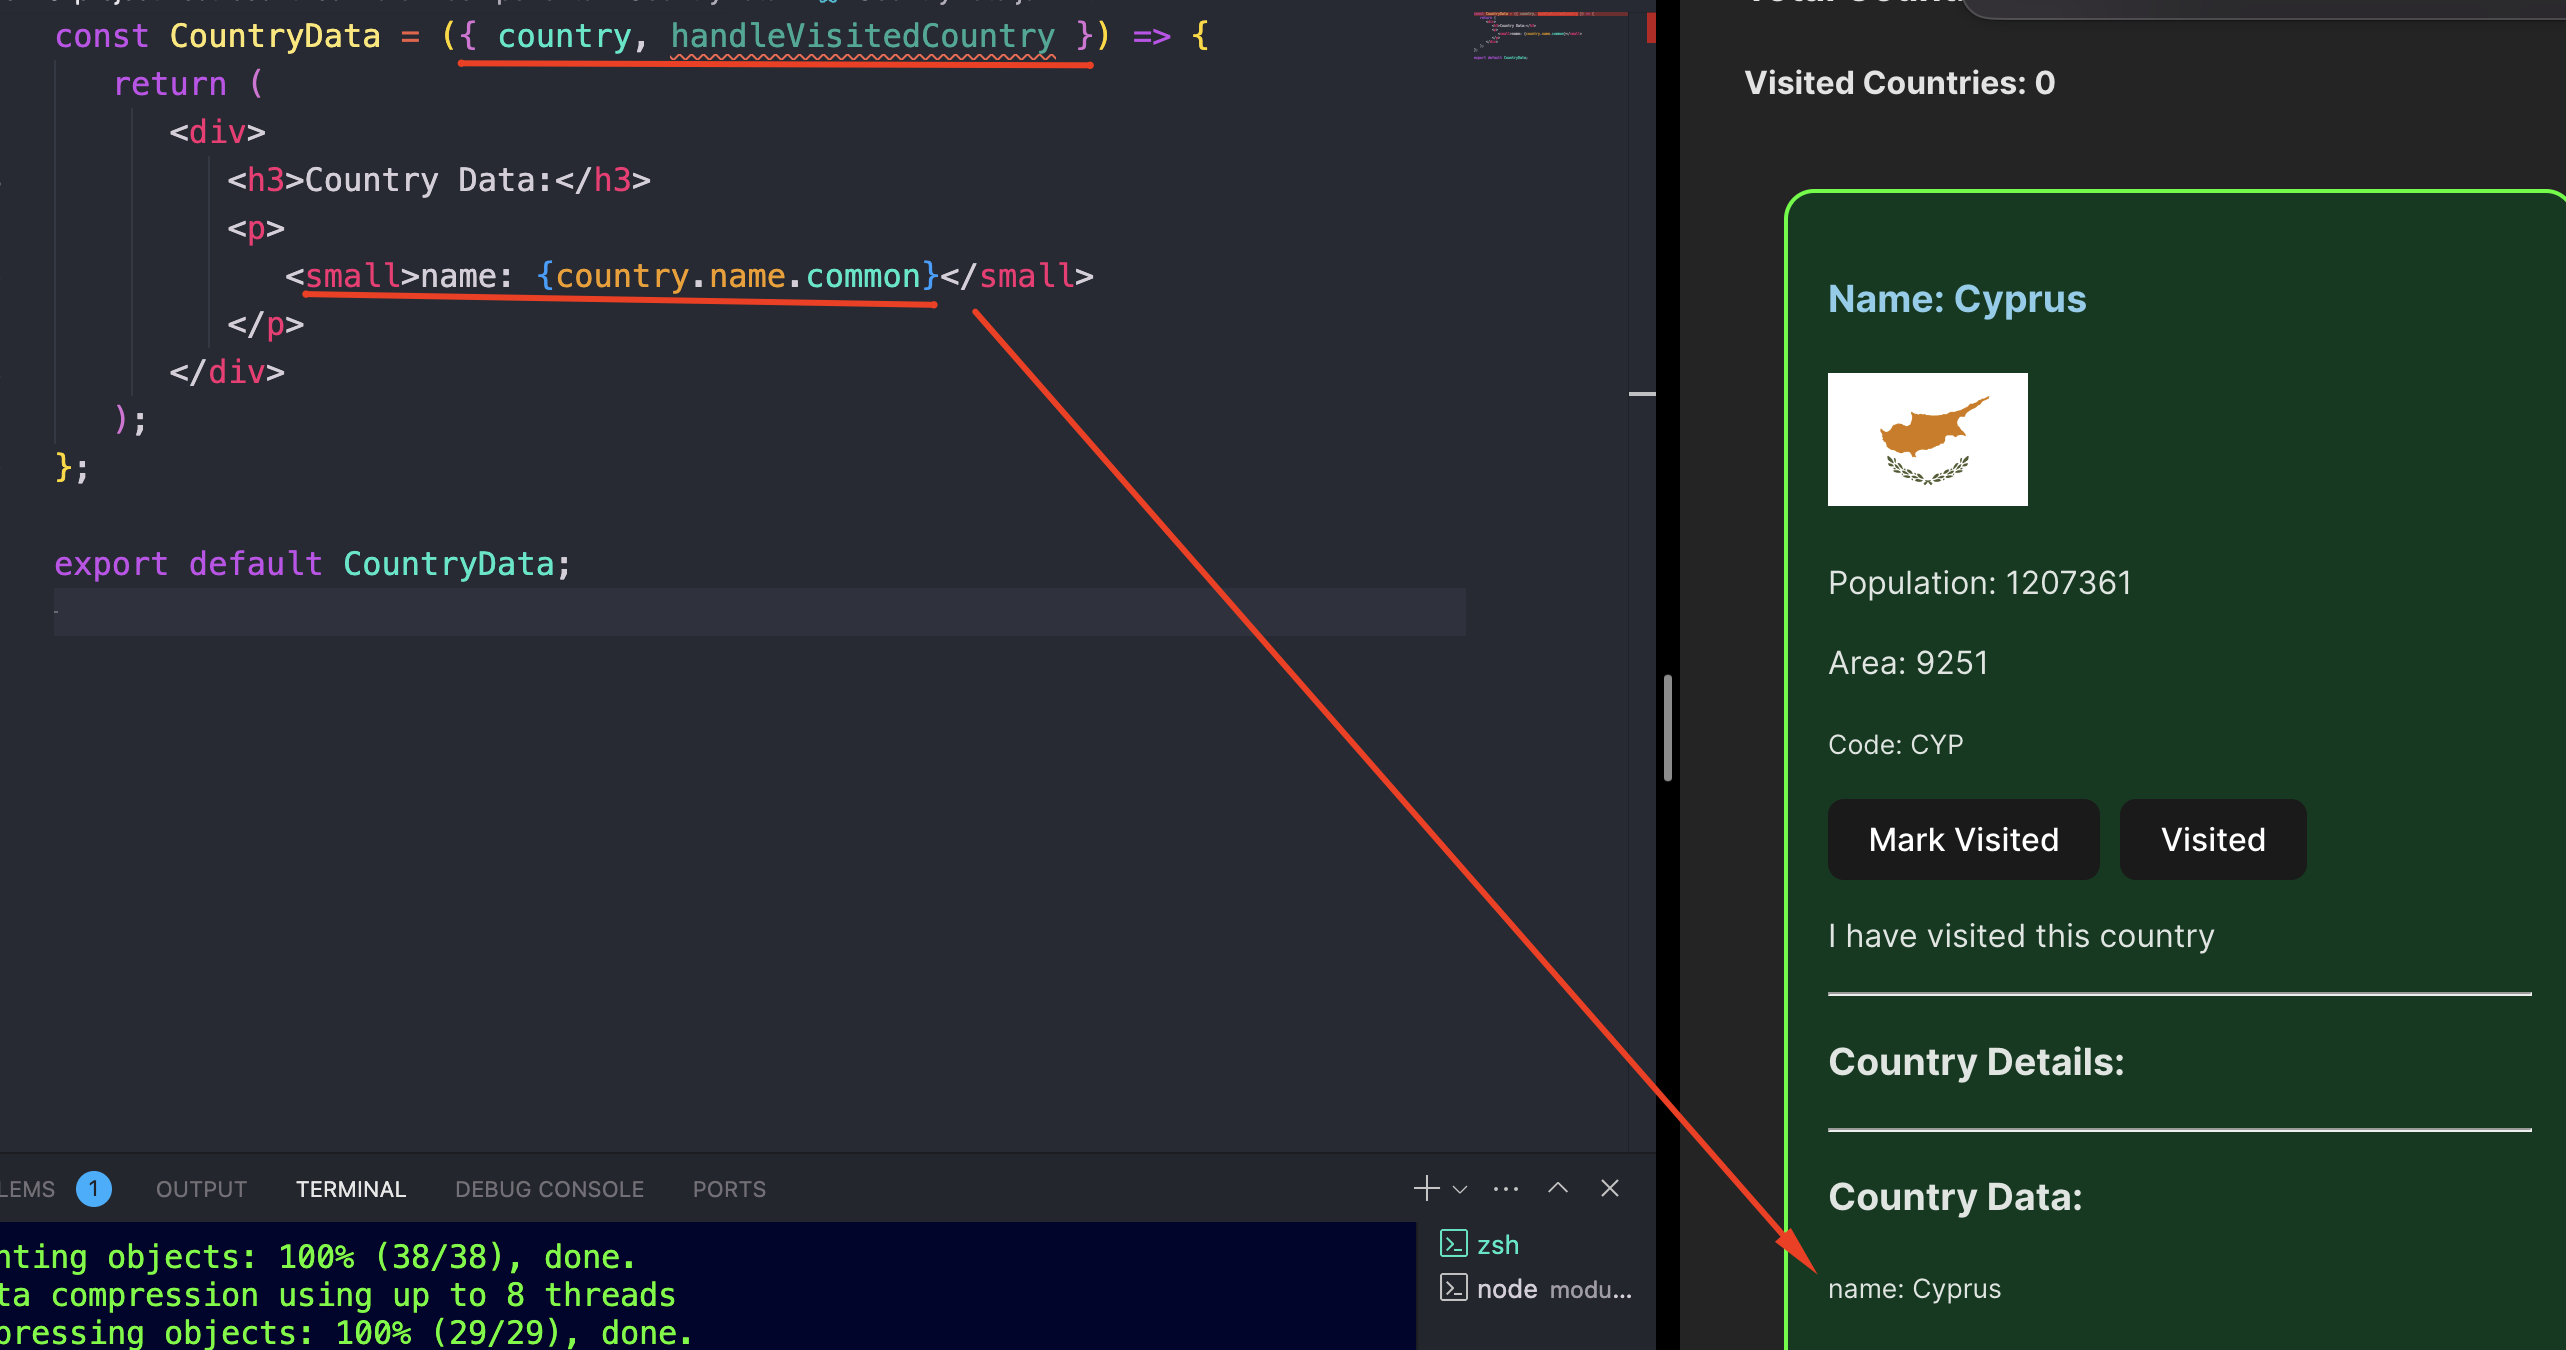 const CountryData = ({ country, handleVisitedCountry }) => {
return (
<div>
<h3>Country Data:</h3>
<p>
<small>name: {country.name.common}</small>
</p>
</div>
);
};
export default CountryData;
LEMS 1 OUTPUT TERMINAL DEBUG CONSOLE PORTS
nting objects: 100% (38/38), done.
ta compression using up to 8 threads
pressing objects: 100% (29/29), done.
zsh
node modu...
Visited Countries: 0
Name: Cyprus
Population: 1207361
Area: 9251
Code: CYP
Mark Visited
Visited
I have visited this country
Country Details:
Country Data:
name: Cyprus